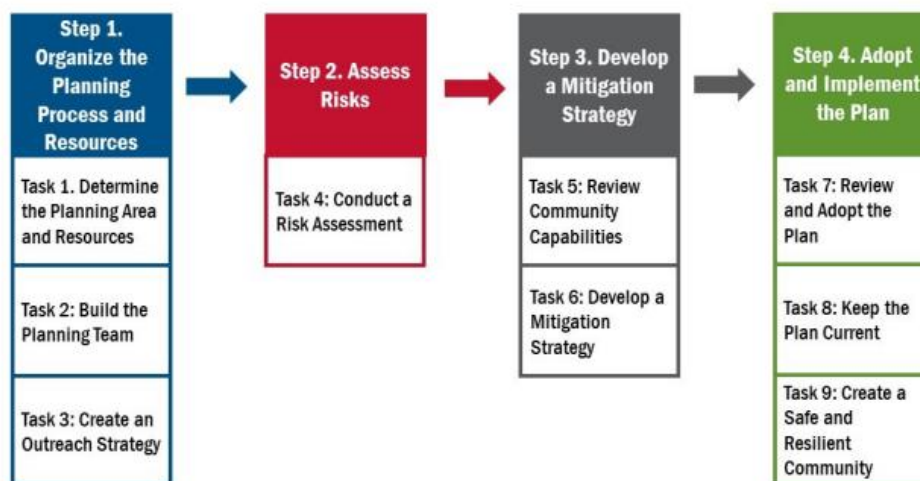 Step 1.
Organize the
Planning
Process and
Resources
Task 1. Determine
the Planning Area
and Resources
Task 2: Build the
Planning Team
Task 3: Create an
Outreach Strategy
Step 2. Assess
Risks
Task 4: Conduct a
Risk Assessment
Step 3. Develop
a Mitigation
Strategy
Task 5: Review
Community
Capabilities
Task 6: Develop a
Mitigation
Strategy
Step 4. Adopt
and Implement
the Plan
Task 7: Review
and Adopt the
Plan
Task 8: Keep the
Plan Current
Task 9: Create a
Safe and
Resilient
Community